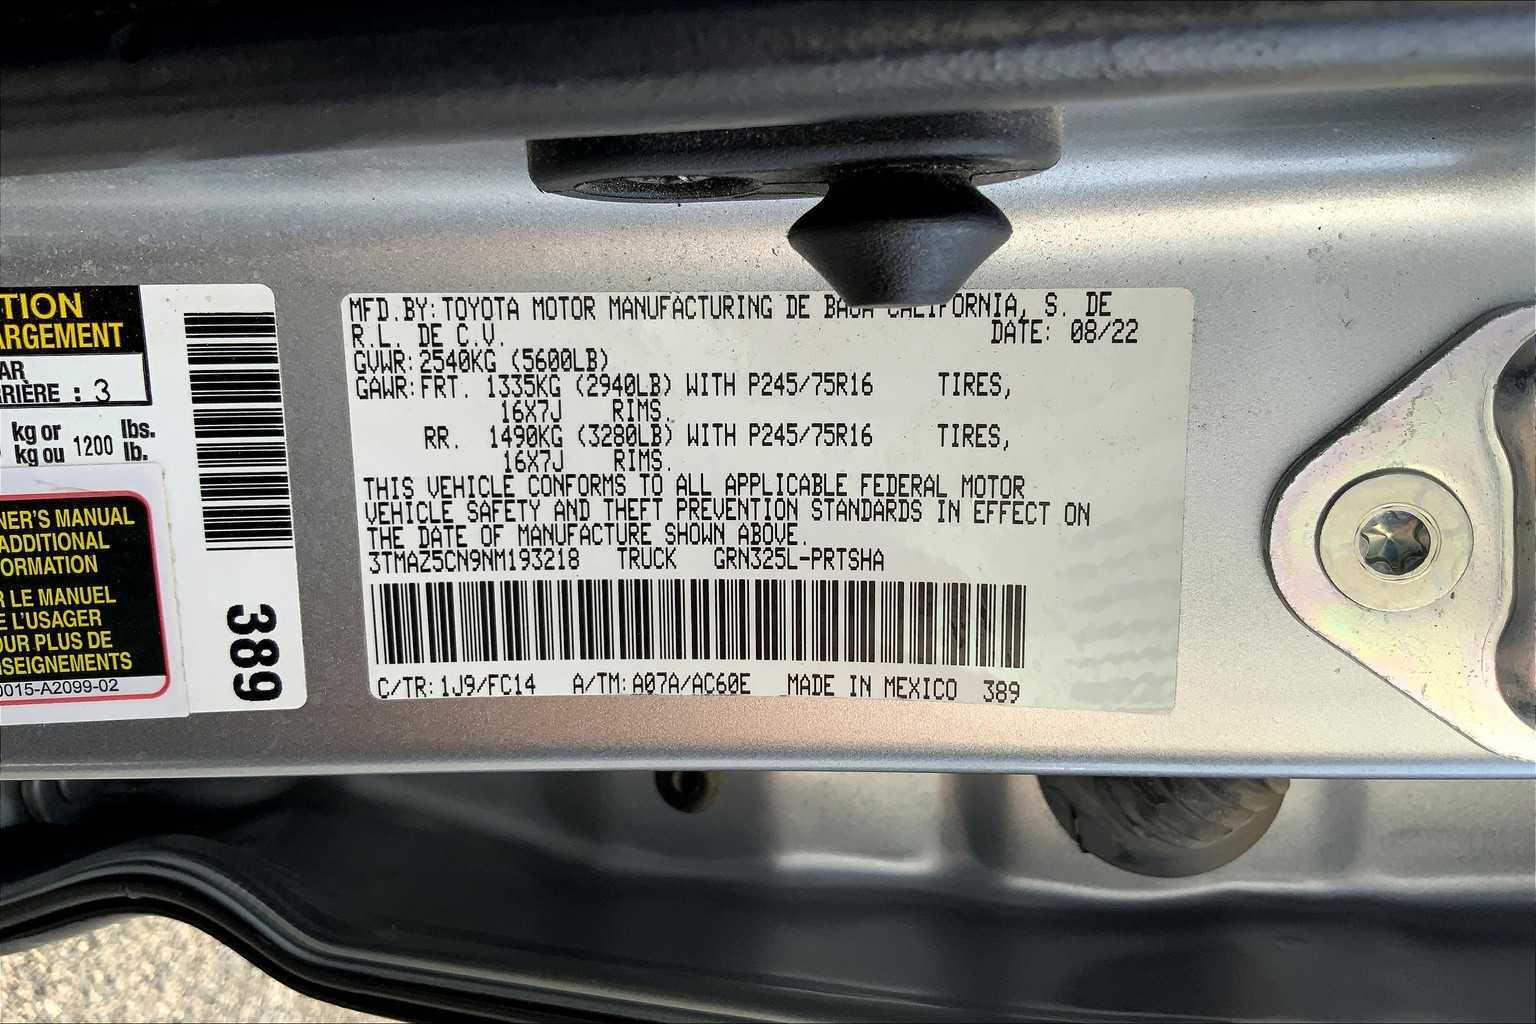 TION
ARGEMENT
AR
RIÈRE : 3
kg or lbs.
kg ou 1200 lb.
NER'S MANUAL
ADDITIONAL
ORMATION
R LE MANUEL
E L'USAGER
OUR PLUS DE
NSEIGNEMENTS
0015-A2099-02
389
MFD.BY: TOYOTA MOTOR MANUFACTURING DE BAJA CALIFORNIA, S. DE
R.L. DE C.V. DATE: 08/22
GVWR: 2540KG (5600LB)
GAWR: FRT. 1335KG (2940LB) WITH P245/75R16 TIRES,
16X7J RIMS.
RR. 1490KG (3280LB) WITH P245/75R16 TIRES,
16X7J RIMS.
THIS VEHICLE CONFORMS TO ALL APPLICABLE FEDERAL MOTOR
VEHICLE SAFETY AND THEFT PREVENTION STANDARDS IN EFFECT ON
THE DATE OF MANUFACTURE SHOWN ABOVE.
3TMAZ5CN9NM193218 TRUCK GRN325L-PRTSHA
C/TR: 1J9/FC14 A/TM: A07A/AC60E MADE IN MEXICO 389